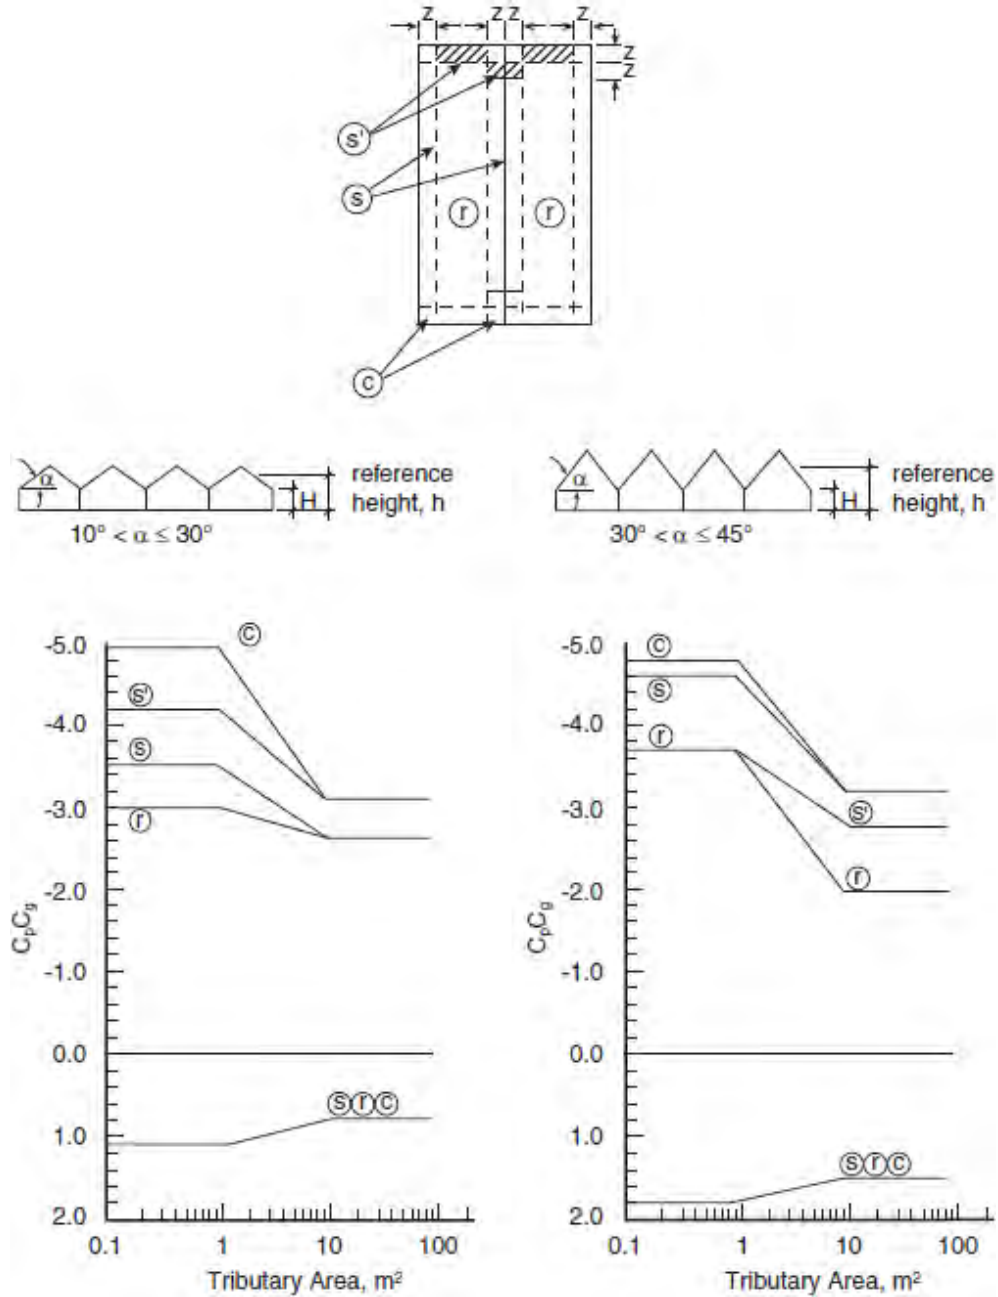 z z z z
z
z
s'
s
r r
c
α
H
reference
height, h
10° < α ≤ 30°
α
H
reference
height, h
30° < α ≤ 45°
CpCg
-5.0
-4.0
-3.0
-2.0
-1.0
0.0
1.0
2.0
c
s'
s
r
s r c
0.1 1 10 100
Tributary Area, m²
CpCg
-5.0
-4.0
-3.0
-2.0
-1.0
0.0
1.0
2.0
c
s
r
s'
r
s r c
0.1 1 10 100
Tributary Area, m²